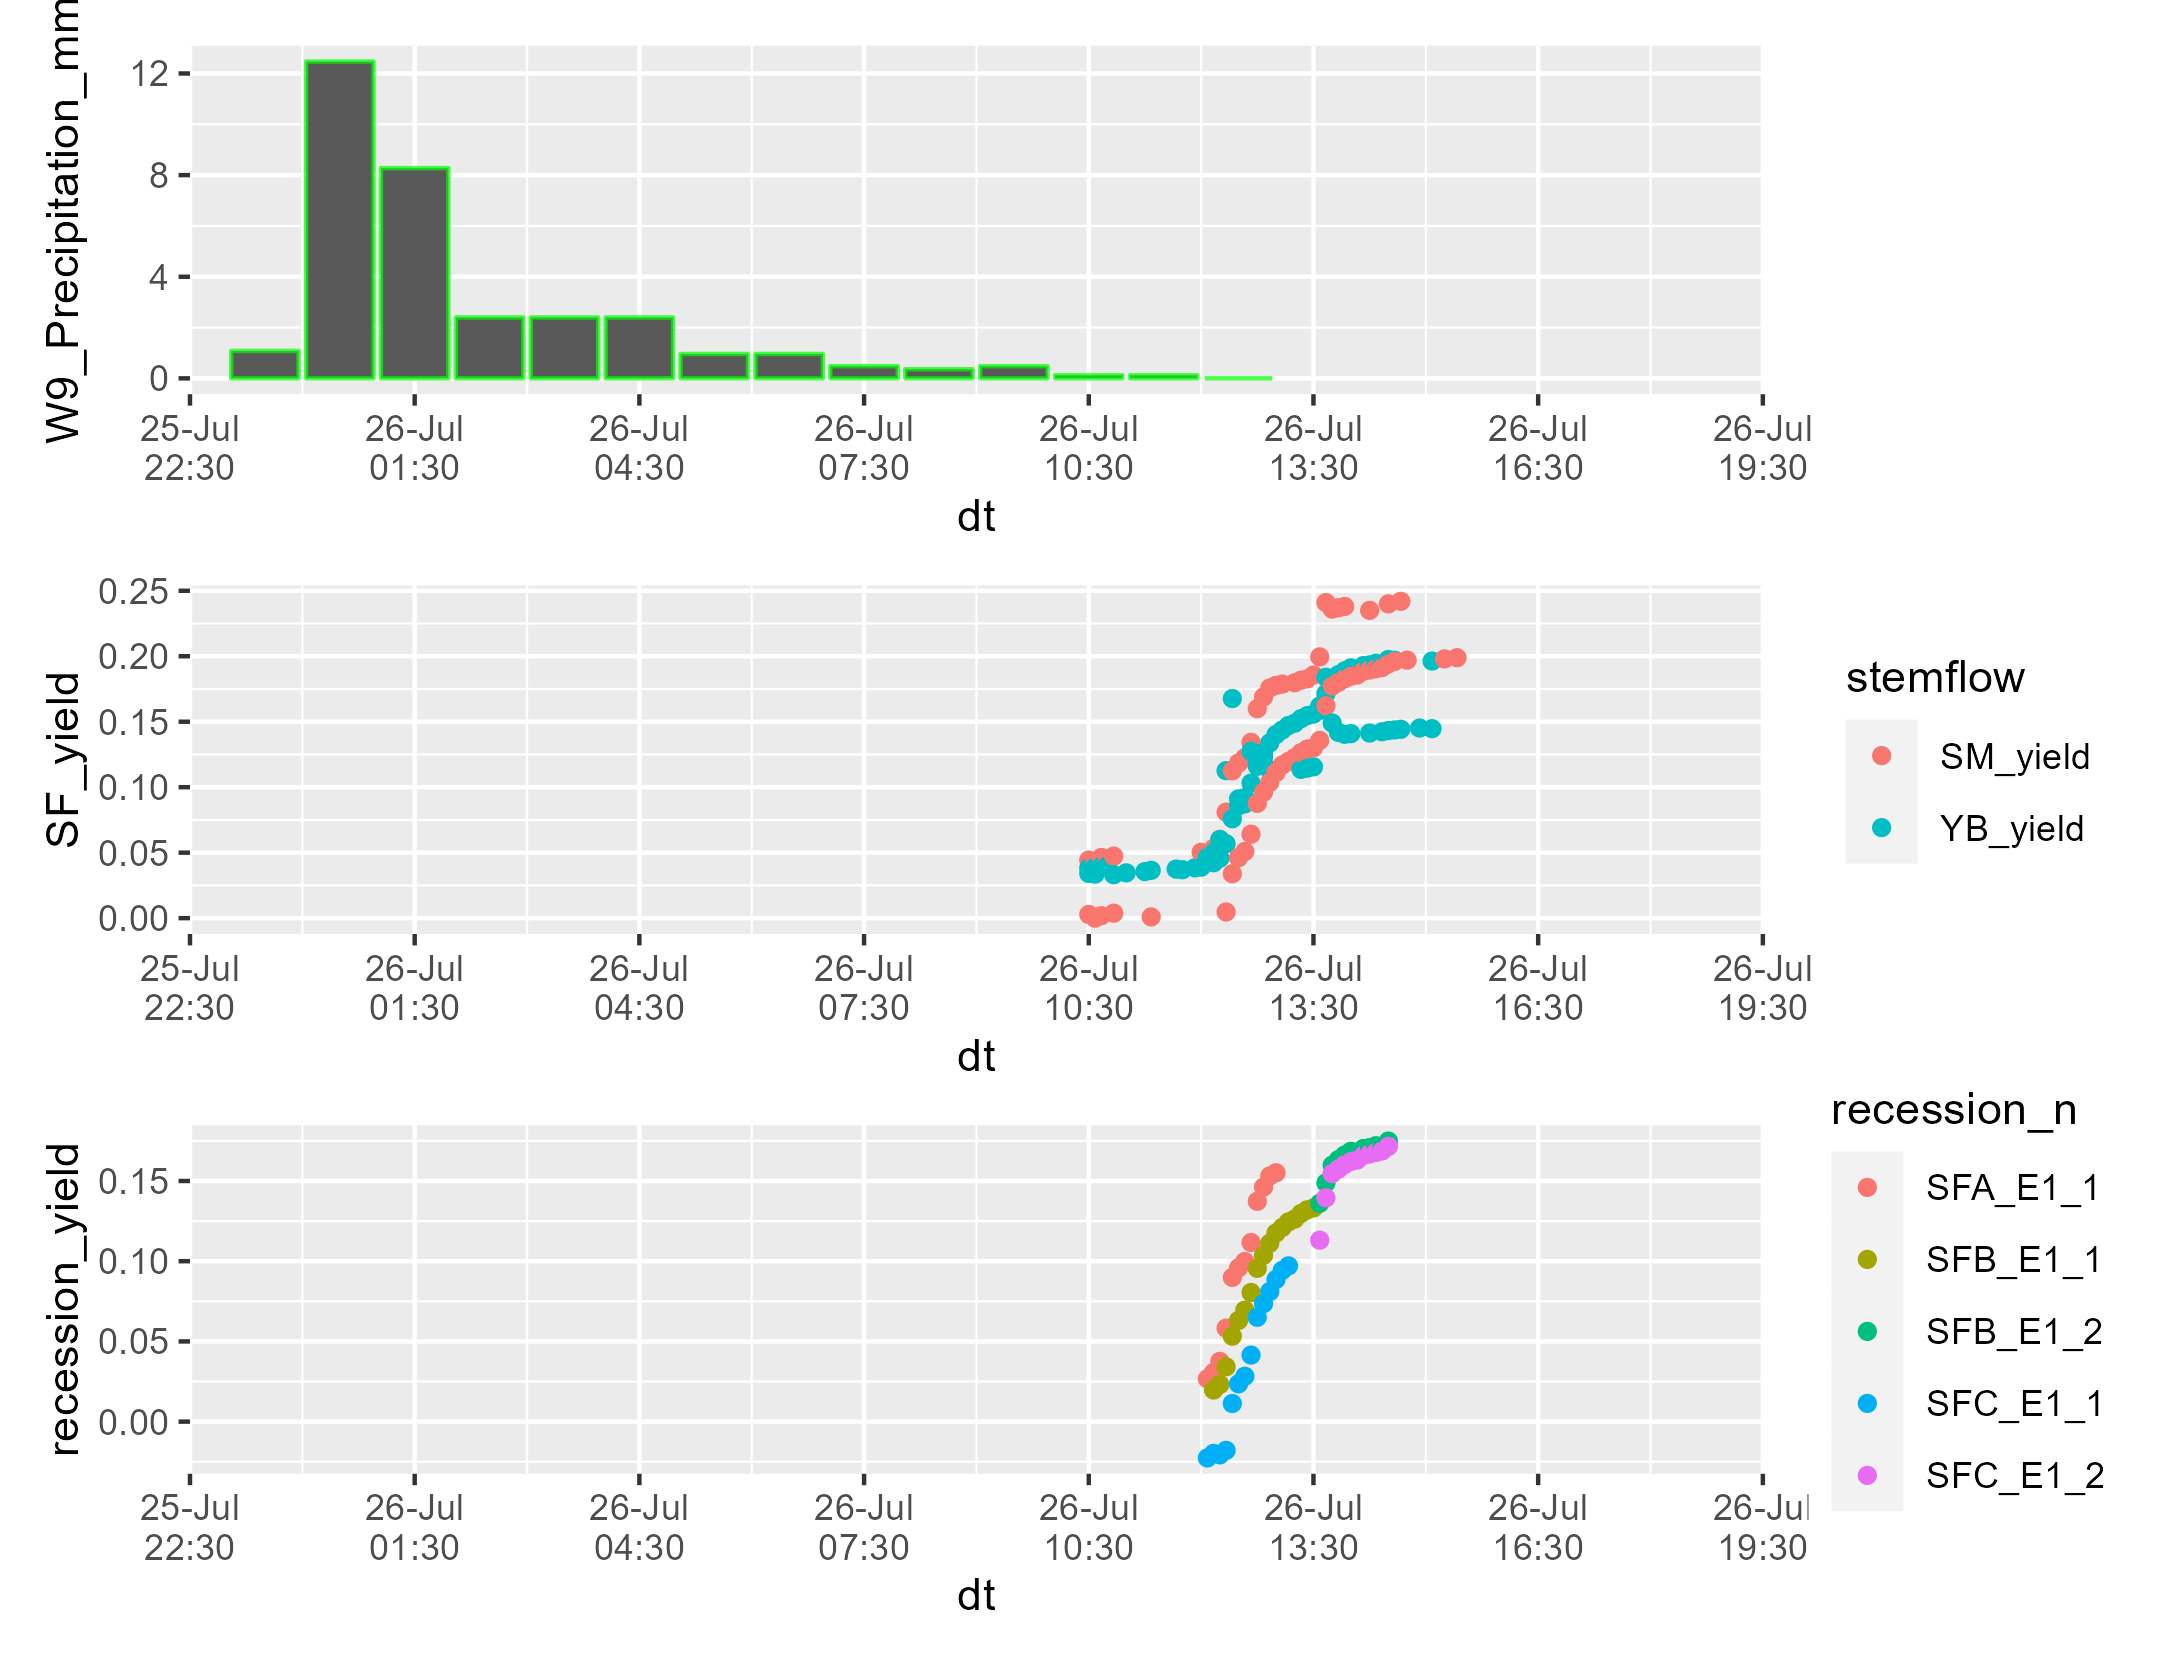 W9_Precipitation_mm
12
8
4
0
25-Jul 26-Jul 26-Jul 26-Jul 26-Jul 26-Jul 26-Jul 26-Jul
22:30 01:30 04:30 07:30 10:30 13:30 16:30 19:30
dt
SF_yield
0.25
0.20
0.15
0.10
0.05
0.00
25-Jul 26-Jul 26-Jul 26-Jul 26-Jul 26-Jul 26-Jul 26-Jul
22:30 01:30 04:30 07:30 10:30 13:30 16:30 19:30
dt
stemflow
SM_yield
YB_yield
recession_yield
0.15
0.10
0.05
0.00
25-Jul 26-Jul 26-Jul 26-Jul 26-Jul 26-Jul 26-Jul 26-Jul
22:30 01:30 04:30 07:30 10:30 13:30 16:30 19:30
dt
recession_n
SFA_E1_1
SFB_E1_1
SFB_E1_2
SFC_E1_1
SFC_E1_2